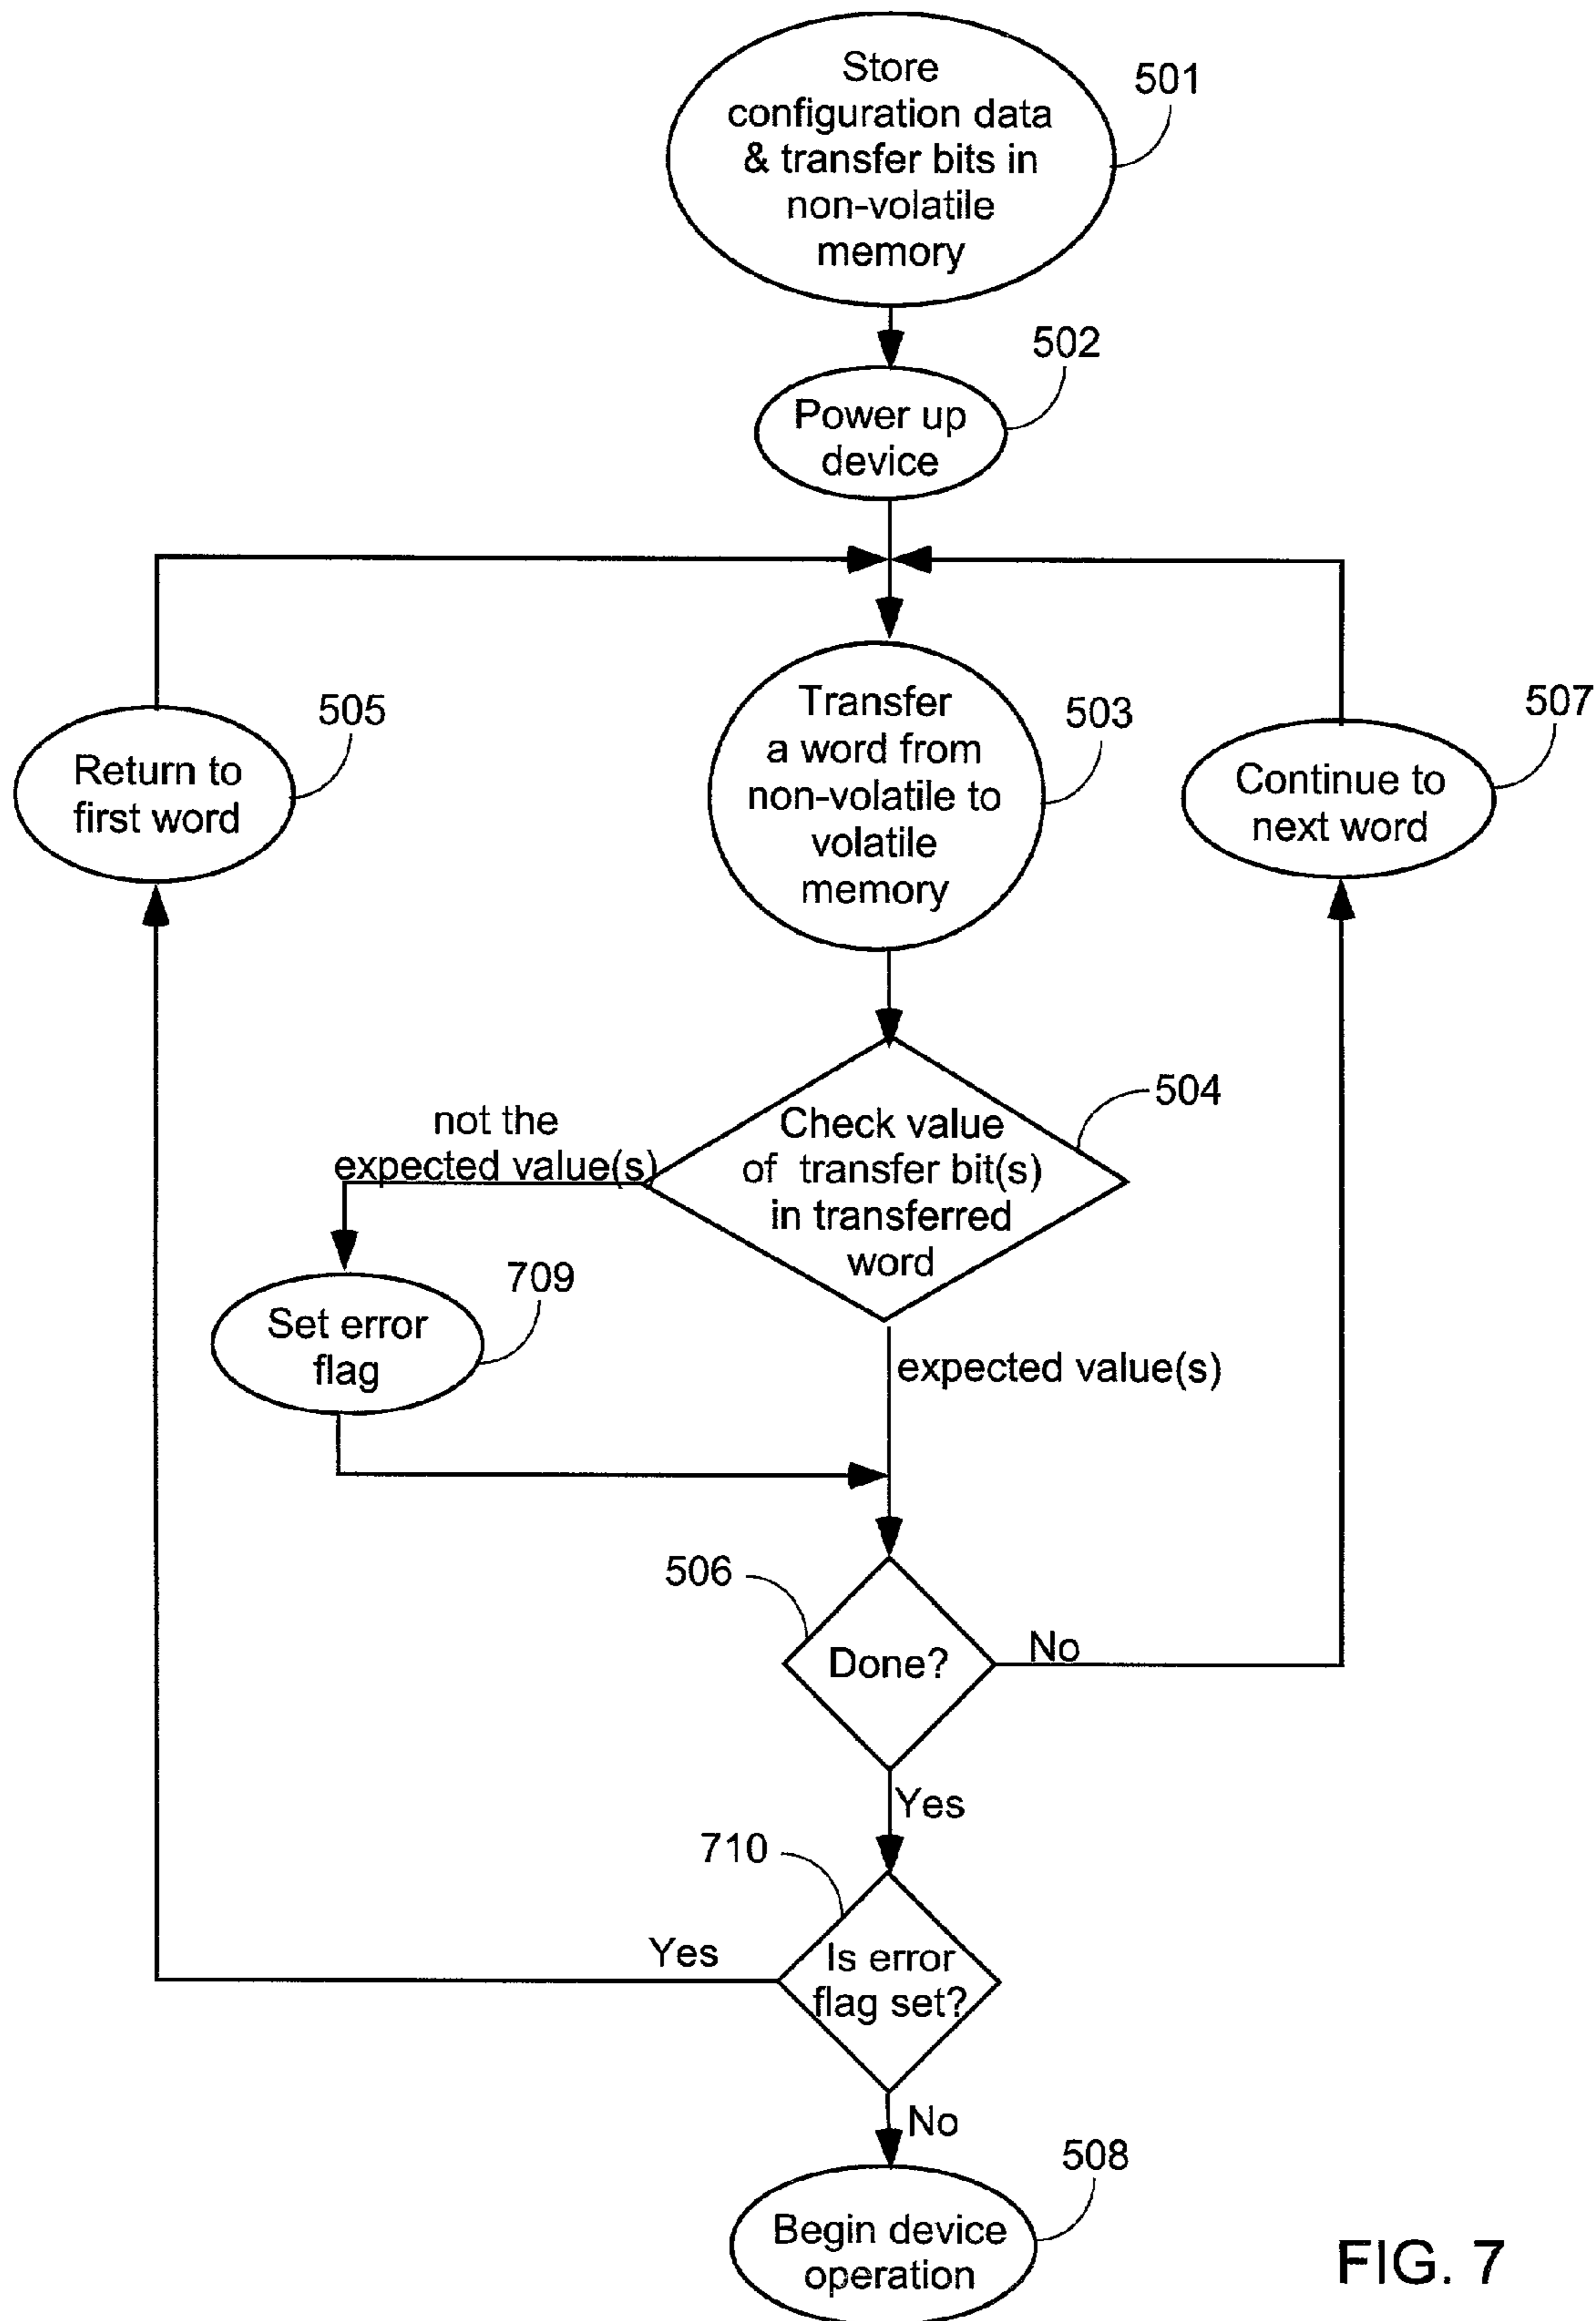 Store
configuration data
& transfer bits in
non-volatile
memory
501
502
Power up
device
505
Return to
first word
Transfer
a word from
non-volatile to
volatile
memory
503
507
Continue to
next word
504
not the
expected value(s)
Check value
of transfer bit(s)
in transferred
word
709
Set error
flag
expected value(s)
506
Done?
No
Yes
710
Yes
Is error
flag set?
No
508
Begin device
operation
FIG. 7